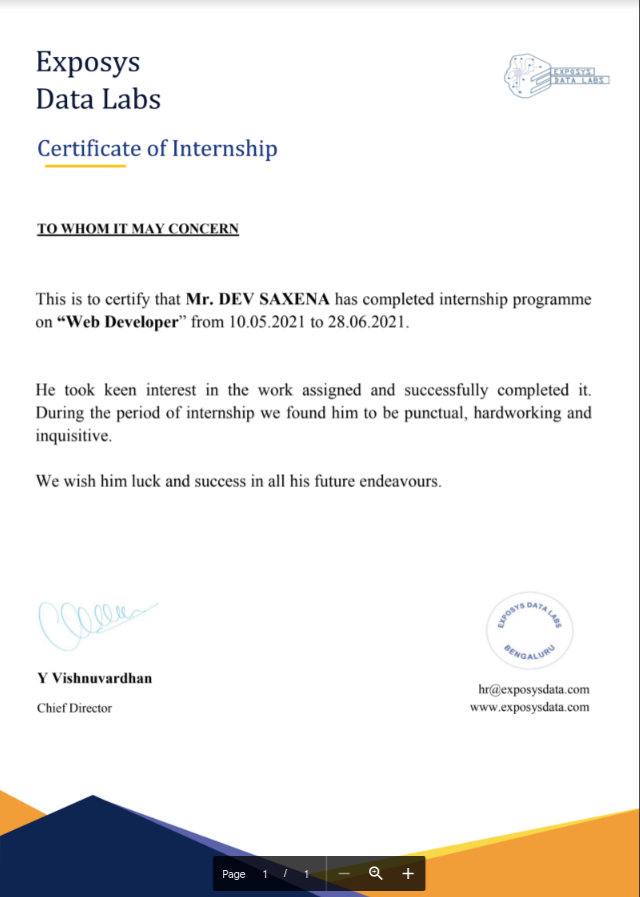 Exposys
Data Labs
EXPOSYS
DATA LABS
Certificate of Internship
TO WHOM IT MAY CONCERN
This is to certify that Mr. DEV SAXENA has completed internship programme
on “Web Developer” from 10.05.2021 to 28.06.2021.
He took keen interest in the work assigned and successfully completed it.
During the period of internship we found him to be punctual, hardworking and
inquisitive.
We wish him luck and success in all his future endeavours.
EXPOSYS DATA LABS
BENGALURU
Y Vishnuvardhan
Chief Director
hr@exposysdata.com
www.exposysdata.com
Page 1 / 1